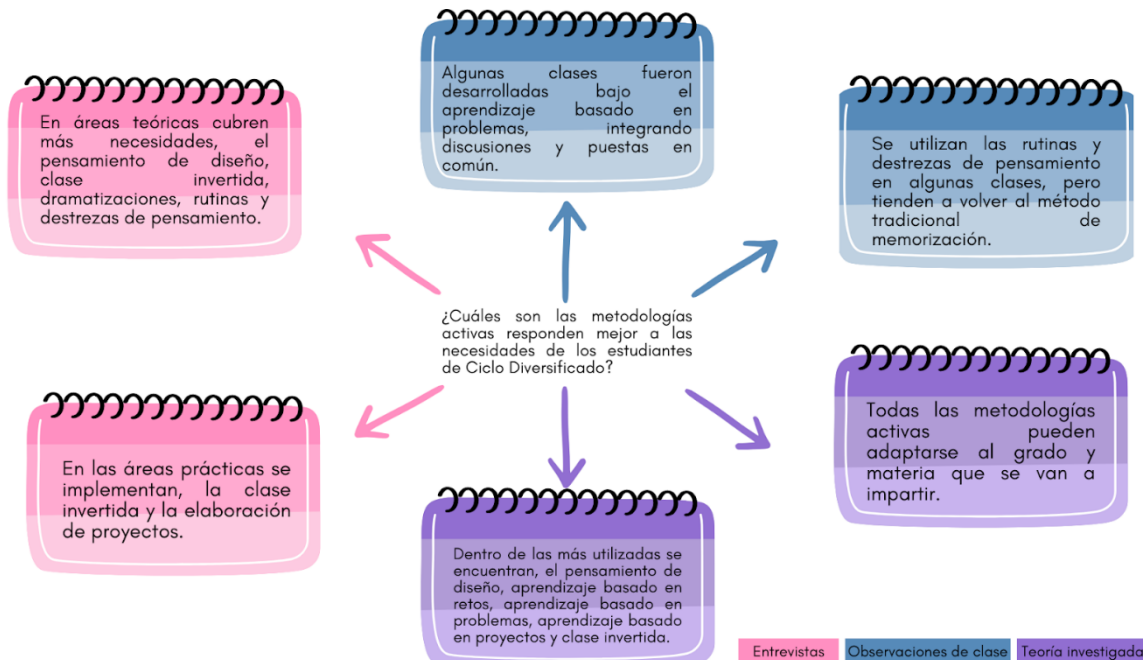 Algunas clases fueron
desarrolladas bajo el
aprendizaje basado en
problemas, integrando
discusiones y puestas en
común.
En áreas teóricas cubren
más necesidades, el
pensamiento de diseño,
clase invertida,
dramatizaciones, rutinas y
destrezas de pensamiento.
Se utilizan las rutinas y
destrezas de pensamiento
en algunas clases, pero
tienden a volver al método
tradicional de
memorización.
¿Cuáles son las metodologías
activas responden mejor a las
necesidades de los estudiantes
de Ciclo Diversificado?
En las áreas prácticas se
implementan, la clase
invertida y la elaboración
de proyectos.
Todas las metodologías
activas pueden
adaptarse al grado y
materia que se van a
impartir.
Dentro de las más utilizadas se
encuentran, el pensamiento de
diseño, aprendizaje basado en
retos, aprendizaje basado en
problemas, aprendizaje basado
en proyectos y clase invertida.
Entrevistas
Observaciones de clase
Teoría investigada